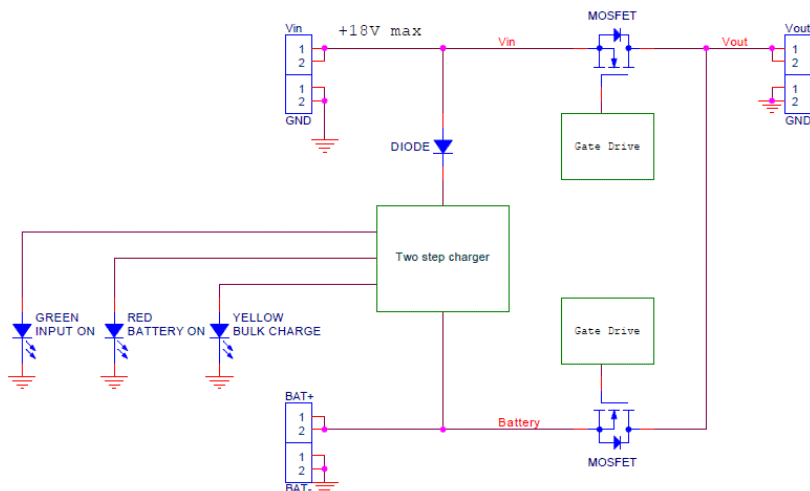 Vin
+18V max
MOSFET
Vout
1
2
Vin
Vout
1
2
1
2
GND
1
2
GND
DIODE
Gate Drive
Two step charger
GREEN
INPUT ON
RED
BATTERY ON
YELLOW
BULK CHARGE
Gate Drive
BAT+
1
2
Battery
1
2
BAT-
MOSFET